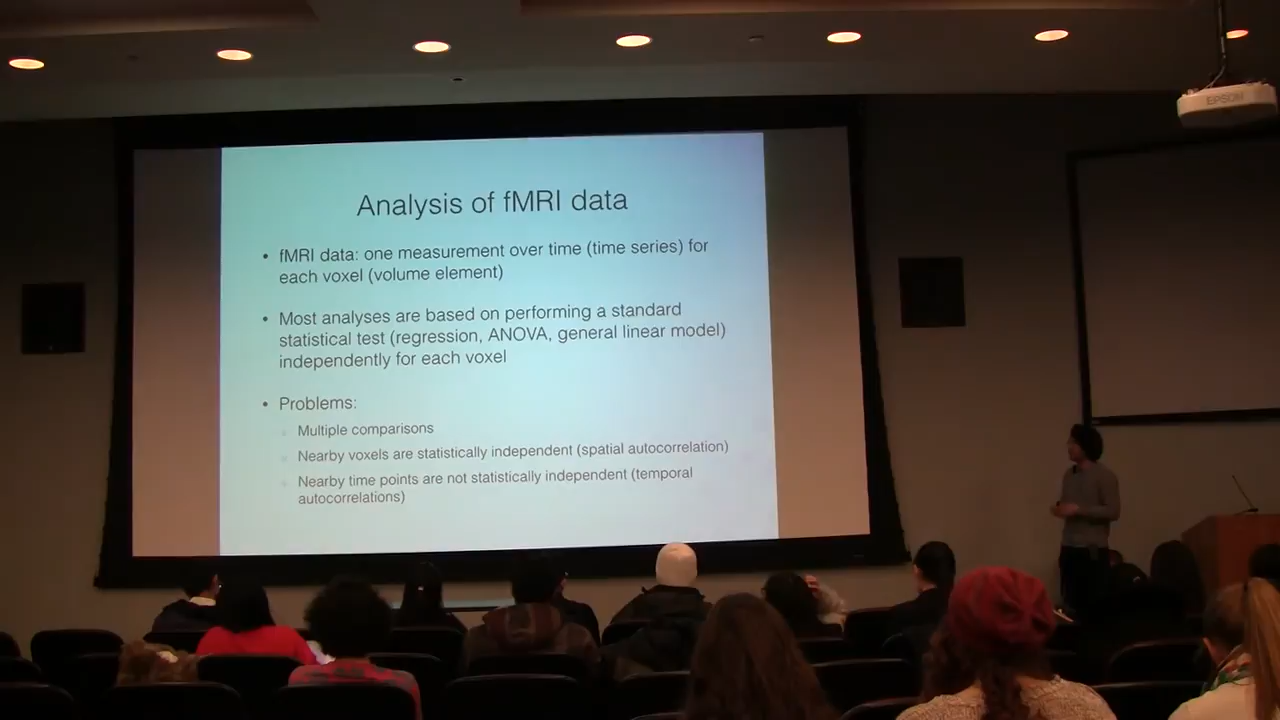 EPSON
Analysis of fMRI data
• fMRI data: one measurement over time (time series) for
each voxel (volume element)
• Most analyses are based on performing a standard
statistical test (regression, ANOVA, general linear model)
independently for each voxel
• Problems:
Multiple comparisons
Nearby voxels are statistically independent (spatial autocorrelation)
Nearby time points are not statistically independent (temporal
autocorrelations)